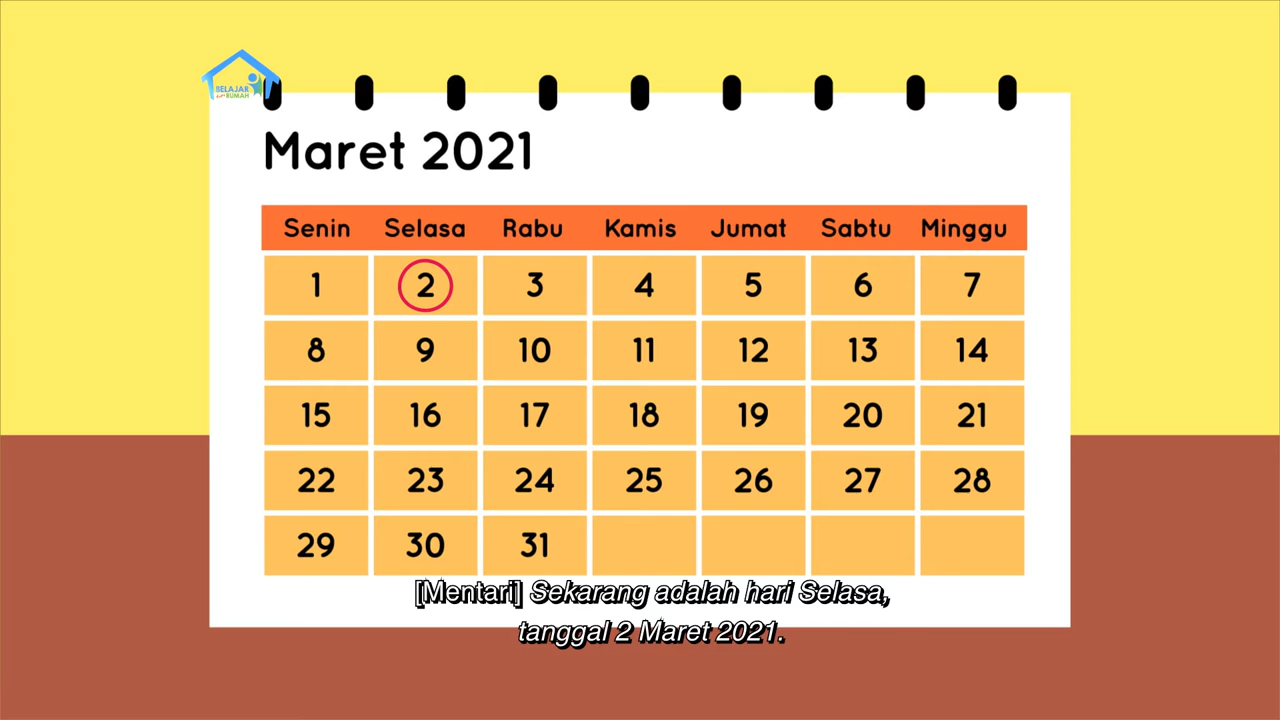 BELAJAR
dari RUMAH
Maret 2021
Senin Selasa Rabu Kamis Jumat Sabtu Minggu
1 2 3 4 5 6 7
8 9 10 11 12 13 14
15 16 17 18 19 20 21
22 23 24 25 26 27 28
29 30 31
[Mentari] Sekarang adalah hari Selasa,
tanggal 2 Maret 2021.